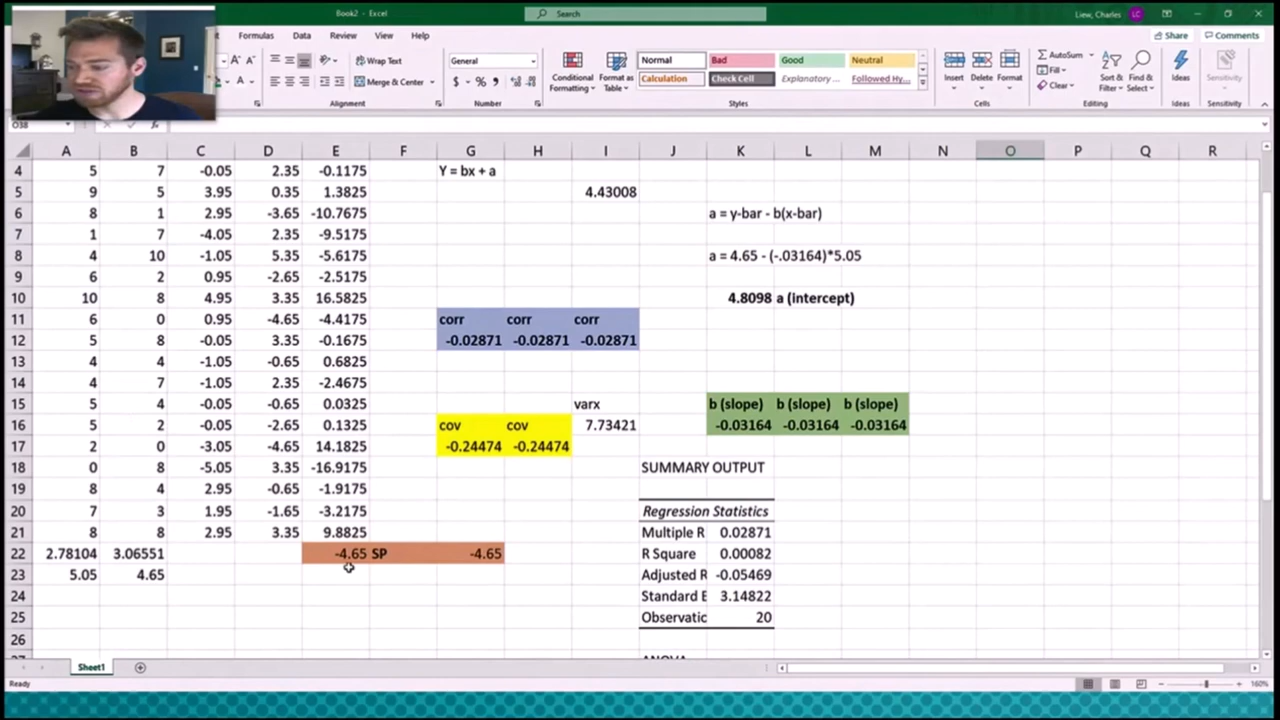 Book2 - Excel
Search
Liew, Charles LC
Formulas Data Review View Help
Share Comments
Wrap Text General Normal Bad Good Neutral AutoSum
Merge & Center Calculation Check Cell Explanatory ... Followed Hy... Fill
Conditional Formatting Format as Table Insert Delete Format Clear Sort & Filter Find & Select Ideas Sensitivity
Alignment Number Styles Cells Editing Ideas Sensitivity
O38 fx
A B C D E F G H I J K L M N O P Q R
4 5 7 -0.05 2.35 -0.1175 Y = bx + a
5 9 5 3.95 0.35 1.3825 4.43008
6 8 1 2.95 -3.65 -10.7675 a = y-bar - b(x-bar)
7 1 7 -4.05 2.35 -9.5175
8 4 10 -1.05 5.35 -5.6175 a = 4.65 - (-.03164)*5.05
9 6 2 0.95 -2.65 -2.5175
10 10 8 4.95 3.35 16.5825 4.8098 a (intercept)
11 6 0 0.95 -4.65 -4.4175 corr corr corr
12 5 8 -0.05 3.35 -0.1675 -0.02871 -0.02871 -0.02871
13 4 4 -1.05 -0.65 0.6825
14 4 7 -1.05 2.35 -2.4675
15 5 4 -0.05 -0.65 0.0325 varx b (slope) b (slope) b (slope)
16 5 2 -0.05 -2.65 0.1325 cov cov 7.73421 -0.03164 -0.03164 -0.03164
17 2 0 -3.05 -4.65 14.1825 -0.24474 -0.24474
18 0 8 -5.05 3.35 -16.9175 SUMMARY OUTPUT
19 8 4 2.95 -0.65 -1.9175
20 7 3 1.95 -1.65 -3.2175 Regression Statistics
21 8 8 2.95 3.35 9.8825 Multiple R 0.02871
22 2.78104 3.06551 -4.65 SP -4.65 R Square 0.00082
23 5.05 4.65 Adjusted R -0.05469
24 Standard E 3.14822
25 Observatic 20
26
27 ANOVA
Sheet1
Ready 160%